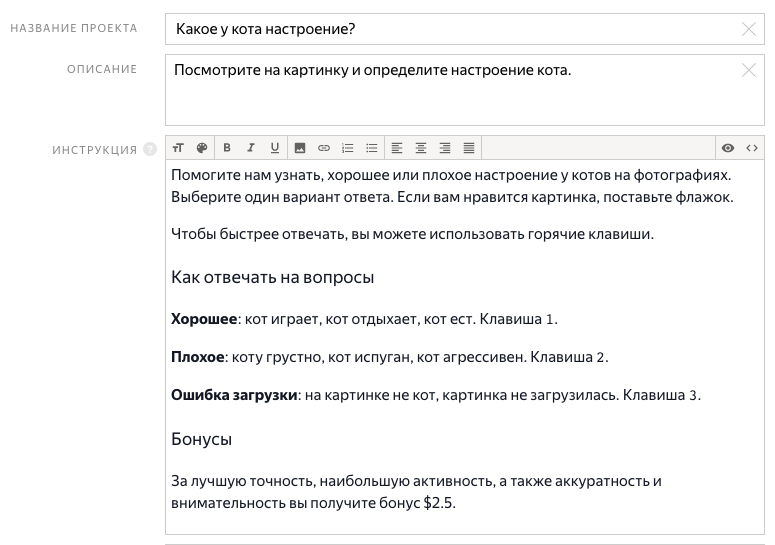 НАЗВАНИЕ ПРОЕКТА
Какое у кота настроение?
ОПИСАНИЕ
Посмотрите на картинку и определите настроение кота.
ИНСТРУКЦИЯ ?
тТ B I U
Помогите нам узнать, хорошее или плохое настроение у котов на фотографиях.
Выберите один вариант ответа. Если вам нравится картинка, поставьте флажок.
Чтобы быстрее отвечать, вы можете использовать горячие клавиши.
Как отвечать на вопросы
Хорошее: кот играет, кот отдыхает, кот ест. Клавиша 1.
Плохое: коту грустно, кот испуган, кот агрессивен. Клавиша 2.
Ошибка загрузки: на картинке не кот, картинка не загрузилась. Клавиша 3.
Бонусы
За лучшую точность, наибольшую активность, а также аккуратность и
внимательность вы получите бонус $2.5.